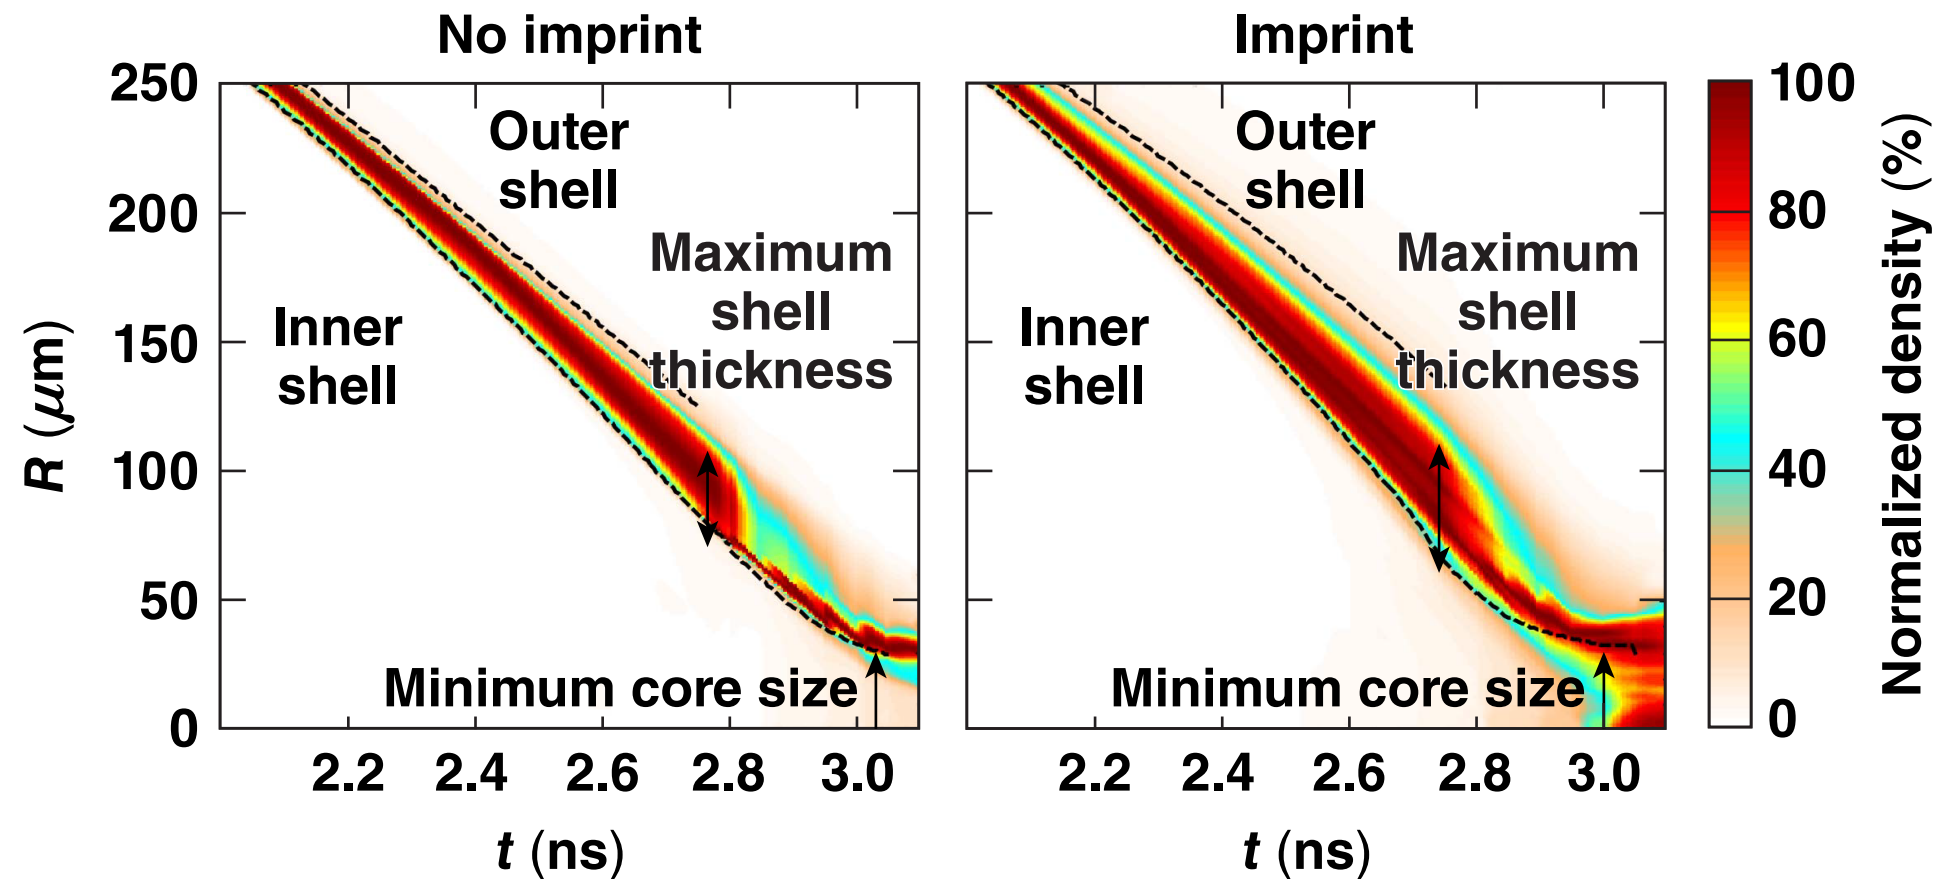 No imprint
Imprint
R (μm)
250
200
150
100
50
0
Outer
shell
Maximum
shell
thickness
Inner
shell
Minimum core size
2.2 2.4 2.6 2.8 3.0
t (ns)
Outer
shell
Maximum
shell
thickness
Inner
shell
Minimum core size
2.2 2.4 2.6 2.8 3.0
t (ns)
100
80
60
40
20
0
Normalized density (%)